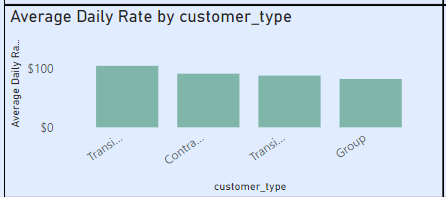 Average Daily Rate by customer_type
Average Daily Ra...
$100
$0
Transi...
Contra...
Transi...
Group
customer_type